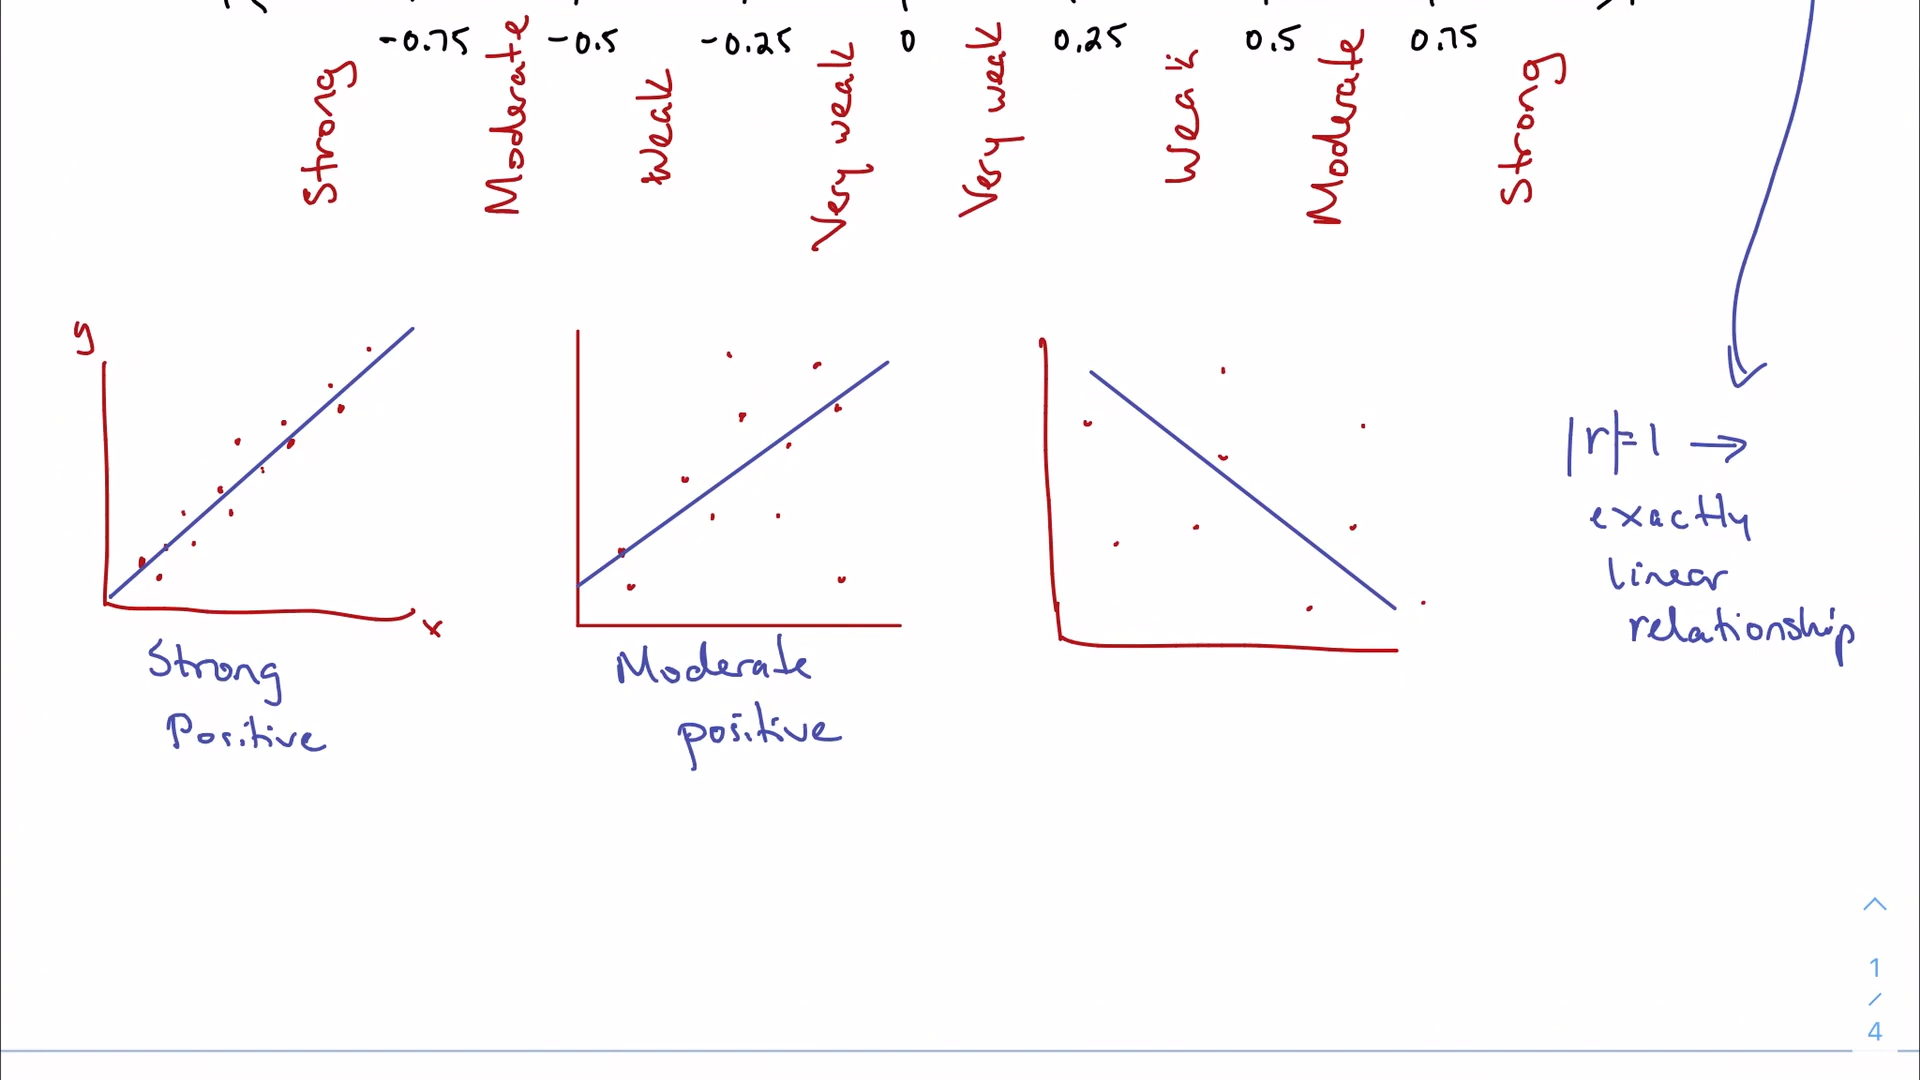 -0.75 -0.5 -0.25 0 0.25 0.5 0.75
Strong Moderate Weak Very weak Very weak Weak Moderate Strong
y
x
Strong
Positive
Moderate
positive
|r|=1 →
exactly
linear
relationship
1
/
4